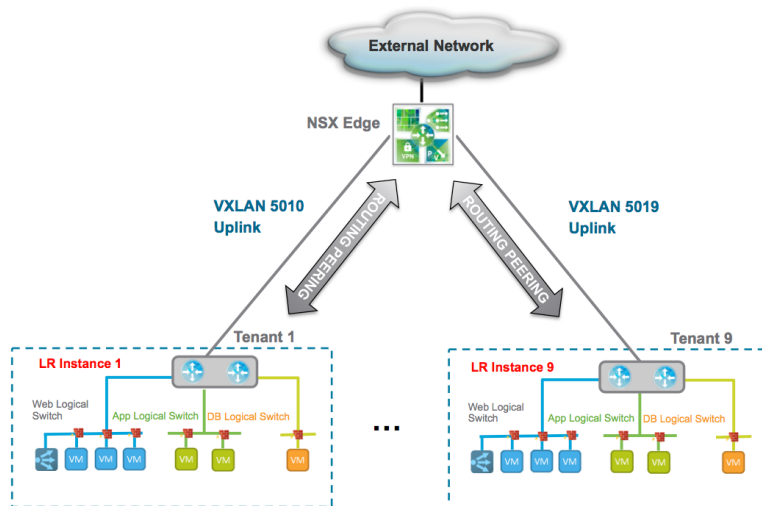 External Network
NSX Edge
VPN
VXLAN 5010
Uplink
ROUTING PEERING
ROUTING PEERING
VXLAN 5019
Uplink
Tenant 1
LR Instance 1
Web Logical
Switch
App Logical Switch
DB Logical Switch
VM
VM
VM
VM
VM
VM
...
Tenant 9
LR Instance 9
Web Logical
Switch
App Logical Switch
DB Logical Switch
VM
VM
VM
VM
VM
VM